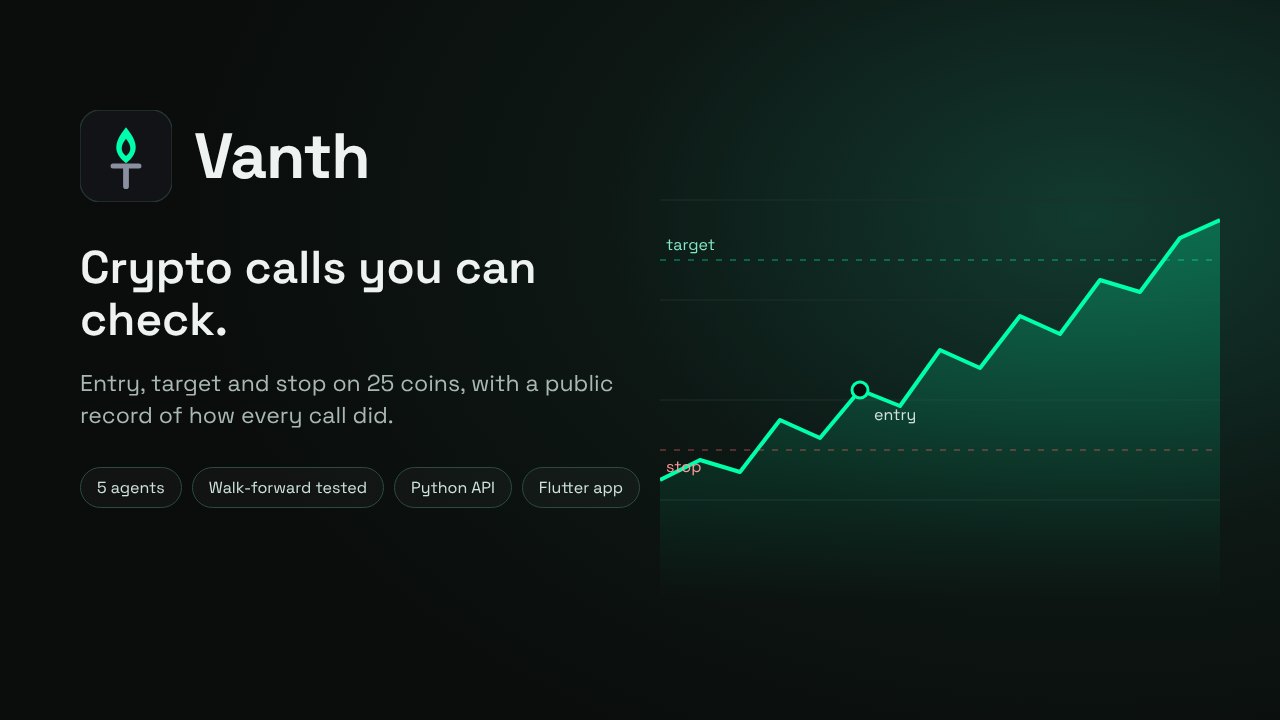 Vanth
Crypto calls you can
check.
Entry, target and stop on 25 coins, with a public
record of how every call did.
5 agents
Walk-forward tested
Python API
Flutter app
target
entry
stop